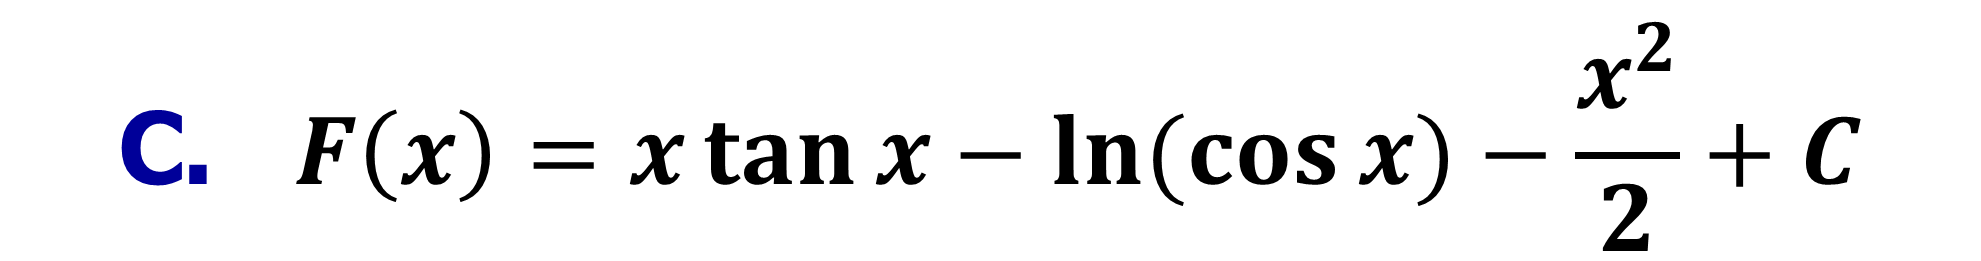 C. F(x) = x tan x − ln(cos x) − x²/2 + C